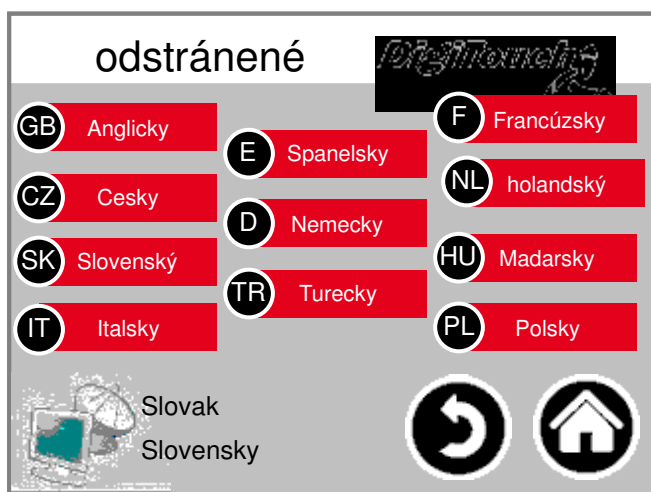 odstránené
DigiTouch
GB Anglicky
CZ Cesky
SK Slovenský
IT Italsky
E Spanelsky
D Nemecky
TR Turecky
F Francúzsky
NL holandský
HU Madarsky
PL Polsky
Slovak
Slovensky